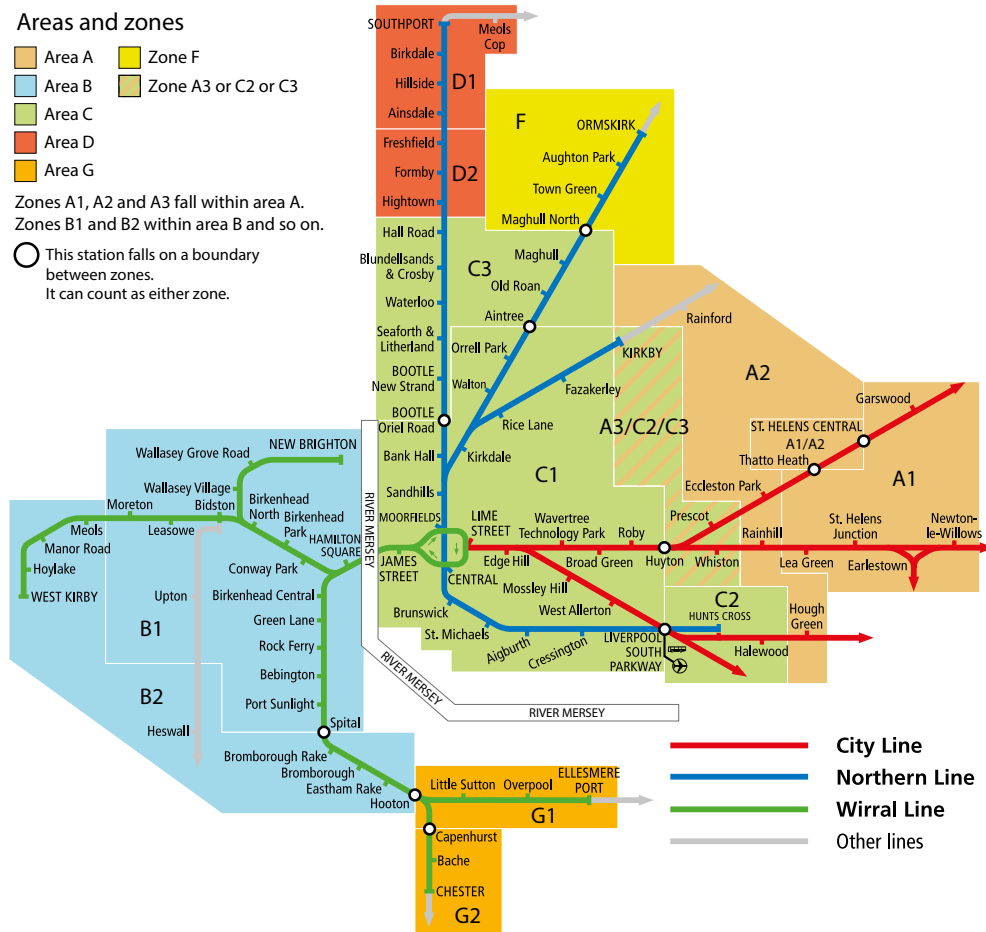 Areas and zones
Area A
Zone F
Area B
Zone A3 or C2 or C3
Area C
Area D
Area G
Zones A1, A2 and A3 fall within area A.
Zones B1 and B2 within area B and so on.
This station falls on a boundary
between zones.
It can count as either zone.
SOUTHPORT
Meols
Cop
Birkdale
Hillside
D1
Ainsdale
Freshfield
Formby
D2
Hightown
F
ORMSKIRK
Aughton Park
Town Green
Maghull North
Hall Road
Blundellsands
& Crosby
C3
Maghull
Old Roan
Waterloo
Aintree
Seaforth &
Litherland
Orrell Park
BOOTLE
New Strand
Walton
BOOTLE
Oriel Road
Bank Hall
Kirkdale
Sandhills
Rainford
KIRKBY
Fazakerley
Rice Lane
A3/C2/C3
A2
Garswood
ST. HELENS CENTRAL
A1/A2
Thatto Heath
Eccleston Park
A1
C1
Prescot
NEW BRIGHTON
Wallasey Grove Road
Wallasey Village
Moreton
Bidston
Birkenhead
North
Birkenhead
Park
HAMILTON
SQUARE
Leasowe
Meols
Manor Road
Hoylake
WEST KIRBY
Conway Park
RIVER MERSEY
MOORFIELDS
LIME
STREET
JAMES
STREET
CENTRAL
Wavertree
Technology Park
Roby
Edge Hill
Broad Green
Huyton
Whiston
Rainhill
Lea Green
St. Helens
Junction
Earlestown
Newton-
le-Willows
Mossley Hill
West Allerton
Upton
Birkenhead Central
Green Lane
B1
Rock Ferry
Bebington
B2
Port Sunlight
Heswall
Spital
Brunswick
St. Michaels
Aigburth
Cressington
LIVERPOOL
SOUTH
PARKWAY
C2
HUNTS CROSS
Hough
Green
Halewood
RIVER MERSEY
RIVER MERSEY
Bromborough Rake
Bromborough
Eastham Rake
Hooton
Little Sutton
Overpool
ELLESMERE
PORT
G1
Capenhurst
Bache
CHESTER
G2
City Line
Northern Line
Wirral Line
Other lines